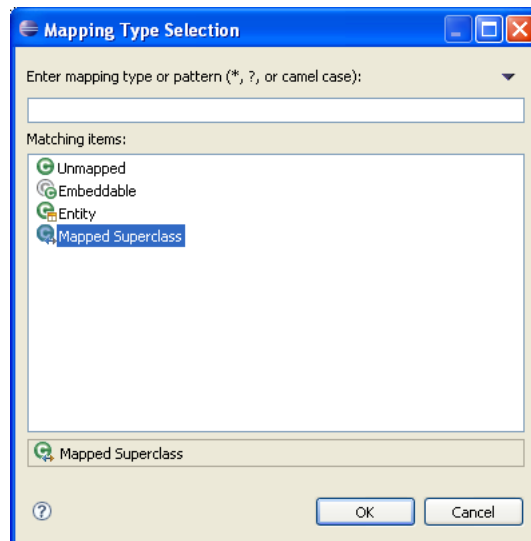 Mapping Type Selection
Enter mapping type or pattern (*, ?, or camel case):
Matching items:
Unmapped
Embeddable
Entity
Mapped Superclass
Mapped Superclass
OK Cancel